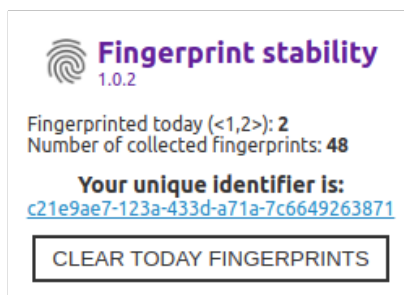 Fingerprint stability
1.0.2
Fingerprinted today (<1,2>): 2
Number of collected fingerprints: 48
Your unique identifier is:
c21e9ae7-123a-433d-a71a-7c6649263871
CLEAR TODAY FINGERPRINTS